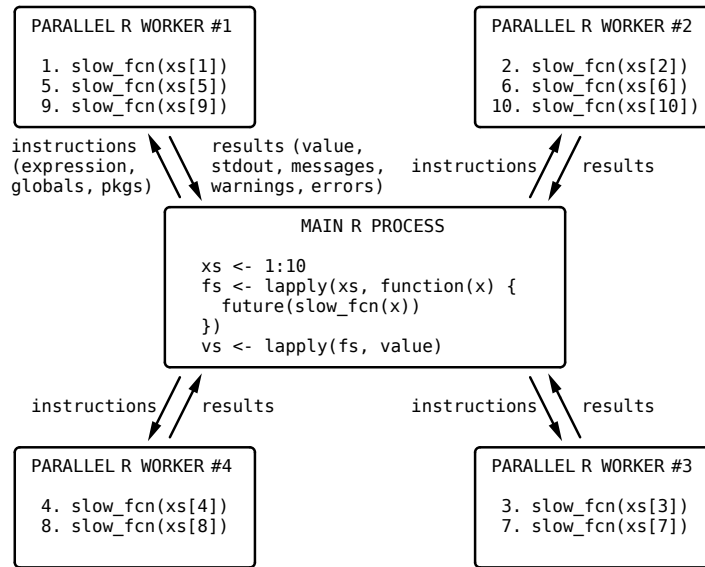 PARALLEL R WORKER #1
1. slow_fcn(xs[1])
5. slow_fcn(xs[5])
9. slow_fcn(xs[9])
PARALLEL R WORKER #2
2. slow_fcn(xs[2])
6. slow_fcn(xs[6])
10. slow_fcn(xs[10])
instructions
(expression,
globals, pkgs)
results (value,
stdout, messages,
warnings, errors)
instructions
results
MAIN R PROCESS
xs <- 1:10
fs <- lapply(xs, function(x) {
  future(slow_fcn(x))
})
vs <- lapply(fs, value)
instructions
results
instructions
results
PARALLEL R WORKER #4
4. slow_fcn(xs[4])
8. slow_fcn(xs[8])
PARALLEL R WORKER #3
3. slow_fcn(xs[3])
7. slow_fcn(xs[7])